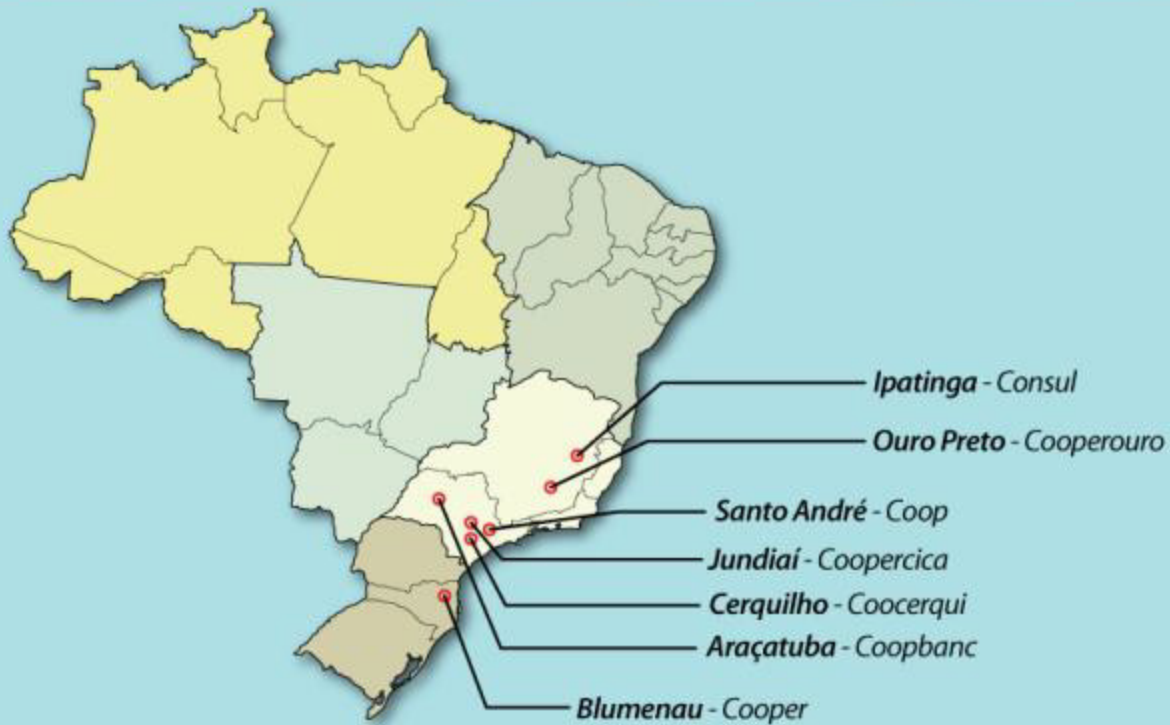 Ipatinga - Consul
Ouro Preto - Cooperouro
Santo André - Coop
Jundiaí - Coopercica
Cerquilho - Coocerqui
Araçatuba - Coopbanc
Blumenau - Cooper